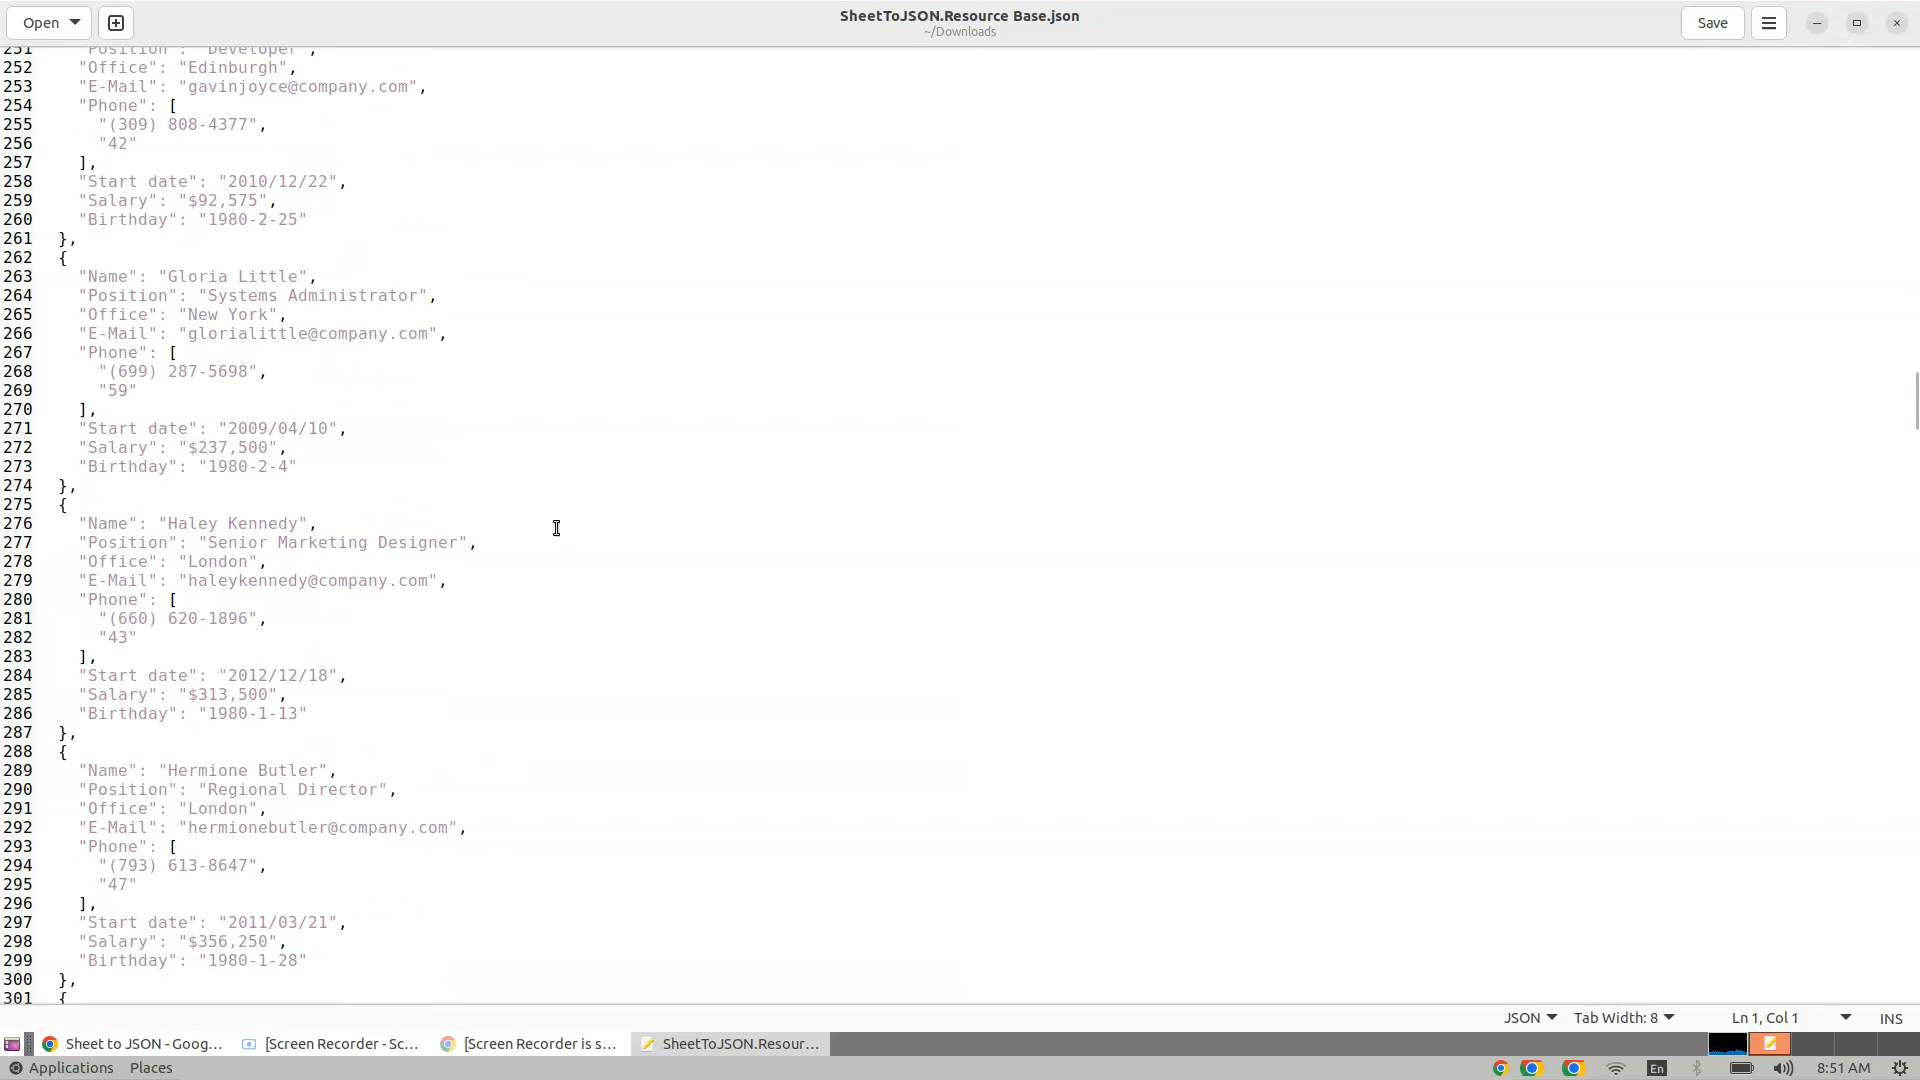 Open
SheetToJSON.Resource Base.json
~/Downloads
Save
251 "Position": "Developer",
252 "Office": "Edinburgh",
253 "E-Mail": "gavinjoyce@company.com",
254 "Phone": [
255 "(309) 808-4377",
256 "42"
257 ],
258 "Start date": "2010/12/22",
259 "Salary": "$92,575",
260 "Birthday": "1980-2-25"
261 },
262 {
263 "Name": "Gloria Little",
264 "Position": "Systems Administrator",
265 "Office": "New York",
266 "E-Mail": "glorialittle@company.com",
267 "Phone": [
268 "(699) 287-5698",
269 "59"
270 ],
271 "Start date": "2009/04/10",
272 "Salary": "$237,500",
273 "Birthday": "1980-2-4"
274 },
275 {
276 "Name": "Haley Kennedy",
277 "Position": "Senior Marketing Designer",
278 "Office": "London",
279 "E-Mail": "haleykennedy@company.com",
280 "Phone": [
281 "(660) 620-1896",
282 "43"
283 ],
284 "Start date": "2012/12/18",
285 "Salary": "$313,500",
286 "Birthday": "1980-1-13"
287 },
288 {
289 "Name": "Hermione Butler",
290 "Position": "Regional Director",
291 "Office": "London",
292 "E-Mail": "hermionebutler@company.com",
293 "Phone": [
294 "(793) 613-8647",
295 "47"
296 ],
297 "Start date": "2011/03/21",
298 "Salary": "$356,250",
299 "Birthday": "1980-1-28"
300 },
301 {
JSON Tab Width: 8 Ln 1, Col 1 INS
Sheet to JSON - Goog... [Screen Recorder - Sc... [Screen Recorder is s... SheetToJSON.Resour...
Applications Places En 8:51 AM